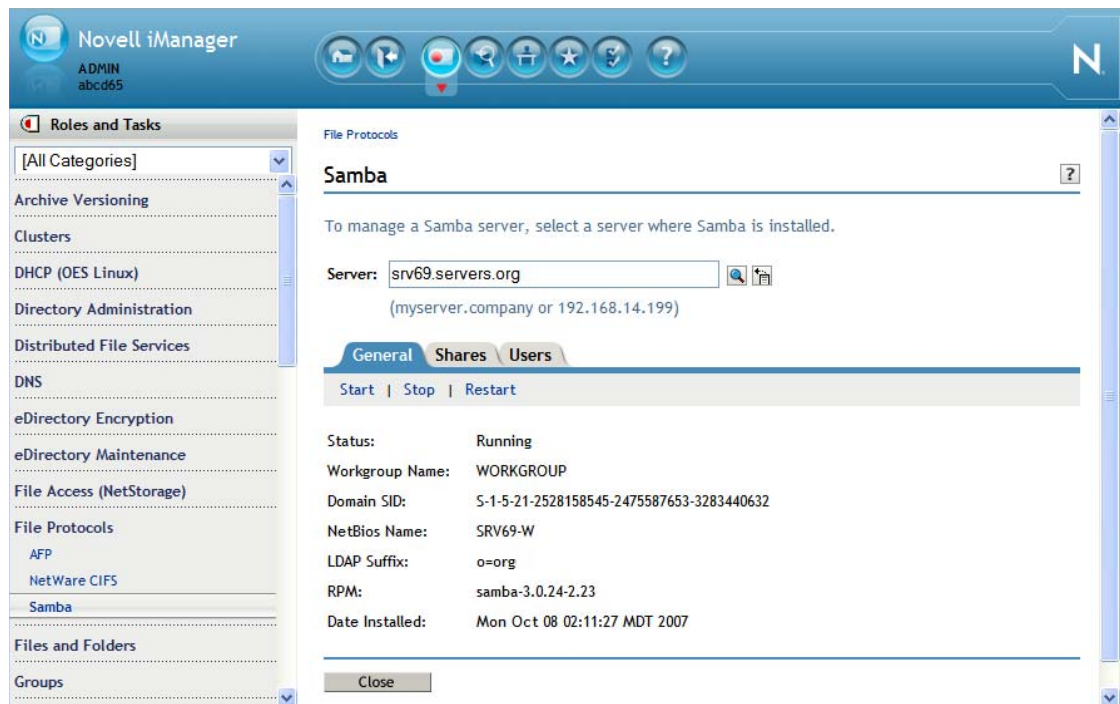 Novell iManager
ADMIN
abcd65
N
Roles and Tasks
[All Categories]
Archive Versioning
Clusters
DHCP (OES Linux)
Directory Administration
Distributed File Services
DNS
eDirectory Encryption
eDirectory Maintenance
File Access (NetStorage)
File Protocols
AFP
NetWare CIFS
Samba
Files and Folders
Groups
File Protocols
Samba
?
To manage a Samba server, select a server where Samba is installed.
Server: srv69.servers.org
(myserver.company or 192.168.14.199)
General Shares Users
Start | Stop | Restart
Status: Running
Workgroup Name: WORKGROUP
Domain SID: S-1-5-21-2528158545-2475587653-3283440632
NetBios Name: SRV69-W
LDAP Suffix: o=org
RPM: samba-3.0.24-2.23
Date Installed: Mon Oct 08 02:11:27 MDT 2007
Close